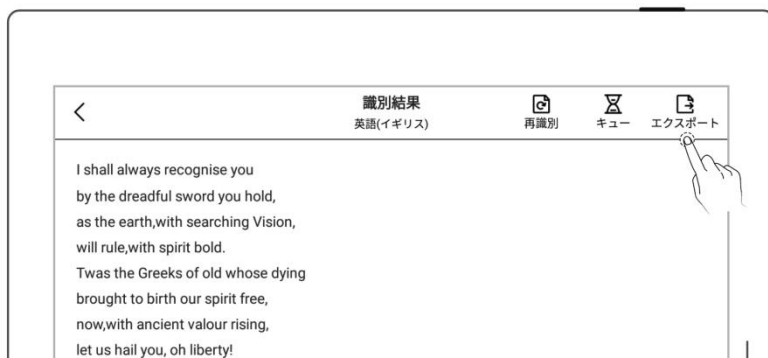 識別結果
英語(イギリス)
再識別
キュー
エクスポート
I shall always recognise you
by the dreadful sword you hold,
as the earth,with searching Vision,
will rule,with spirit bold.
Twas the Greeks of old whose dying
brought to birth our spirit free,
now,with ancient valour rising,
let us hail you, oh liberty!